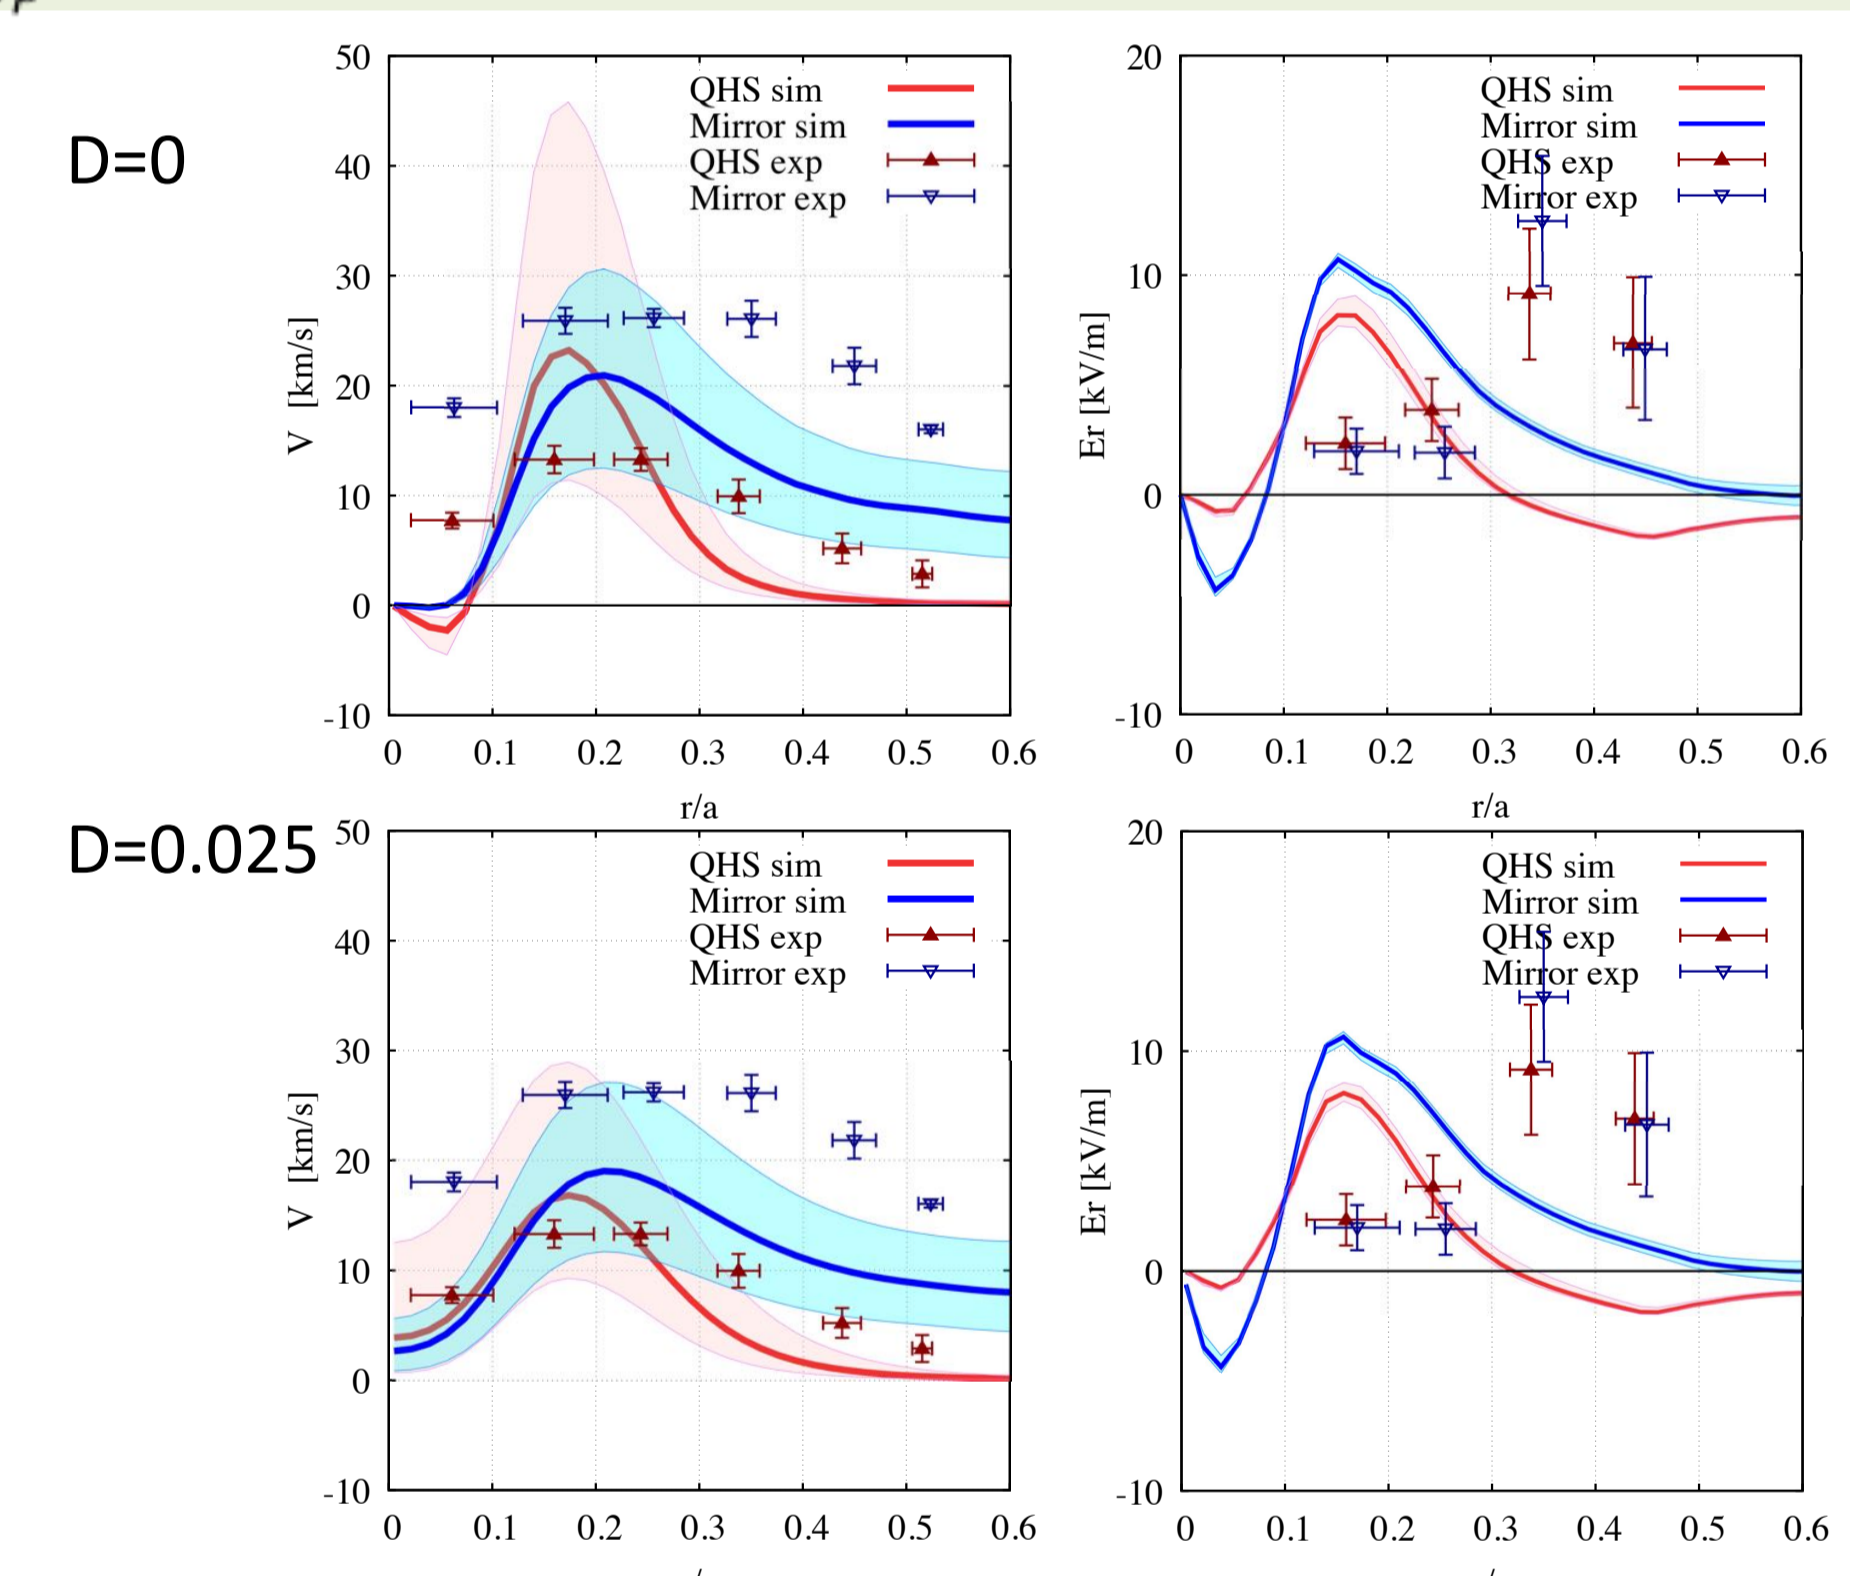 D=0
50
40
30
20
10
0
-10
V [km/s]
QHS sim
Mirror sim
QHS exp
Mirror exp
0 0.1 0.2 0.3 0.4 0.5 0.6
r/a
20
10
0
-10
Er [kV/m]
QHS sim
Mirror sim
QHS exp
Mirror exp
0 0.1 0.2 0.3 0.4 0.5 0.6
r/a
D=0.025
50
40
30
20
10
0
-10
V [km/s]
QHS sim
Mirror sim
QHS exp
Mirror exp
0 0.1 0.2 0.3 0.4 0.5 0.6
20
10
0
-10
Er [kV/m]
QHS sim
Mirror sim
QHS exp
Mirror exp
0 0.1 0.2 0.3 0.4 0.5 0.6